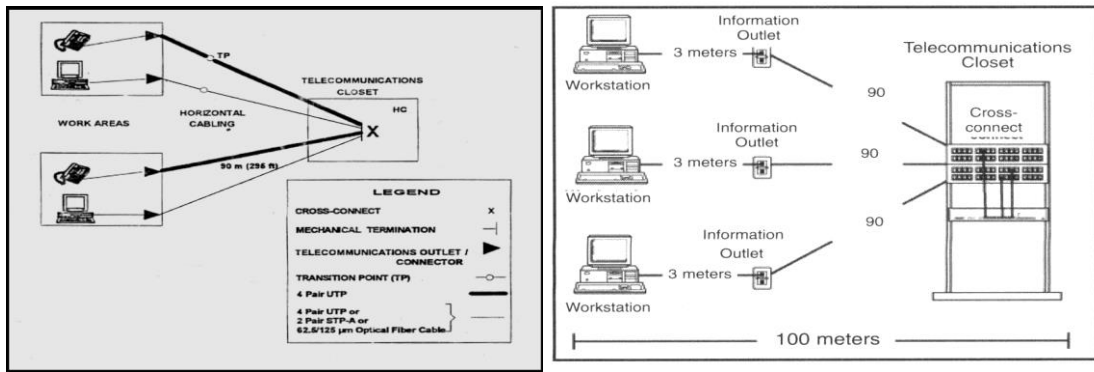 TP
TELECOMMUNICATIONS
CLOSET
HC
X
WORK AREAS
HORIZONTAL
CABLING
90 m (295 ft)
LEGEND
CROSS-CONNECT X
MECHANICAL TERMINATION
TELECOMMUNICATIONS OUTLET /
CONNECTOR
TRANSITION POINT (TP)
4 Pair UTP
4 Pair UTP or
2 Pair STP-A or
62.5/125 µm Optical Fiber Cable
Information
Outlet
3 meters
Workstation
90
Telecommunications
Closet
Cross-
connect
Information
Outlet
3 meters
Workstation
90
Information
Outlet
3 meters
Workstation
90
100 meters